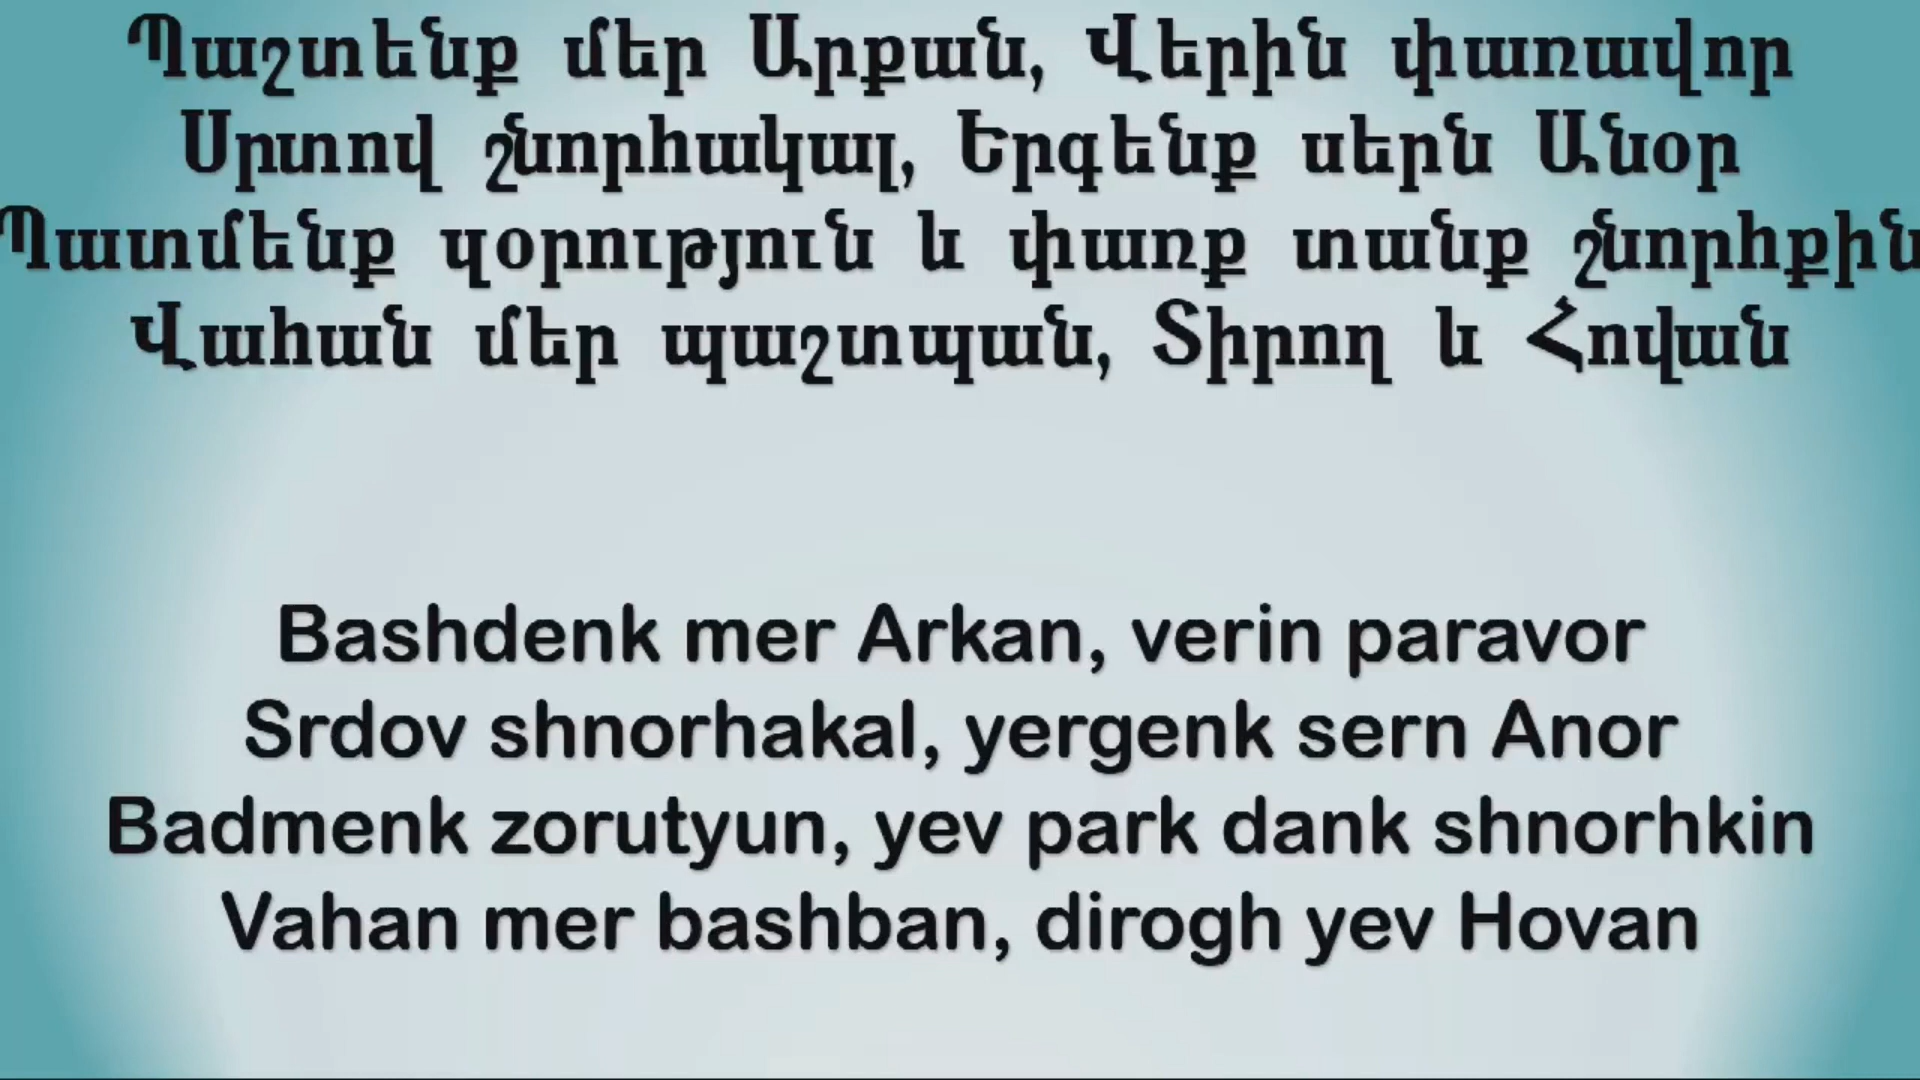 Պաշտենք մեր Արքան, Վերին փառավոր
Սրտով շնորհակալ, Երգենք սերն Անօր
Պատմենք զօրություն և փառք տանք շնորհքին
Վահան մեր պաշտպան, Տիրող և Հովան
Bashdenk mer Arkan, verin paravor
Srdov shnorhakal, yergenk sern Anor
Badmenk zorutyun, yev park dank shnorhkin
Vahan mer bashban, dirogh yev Hovan